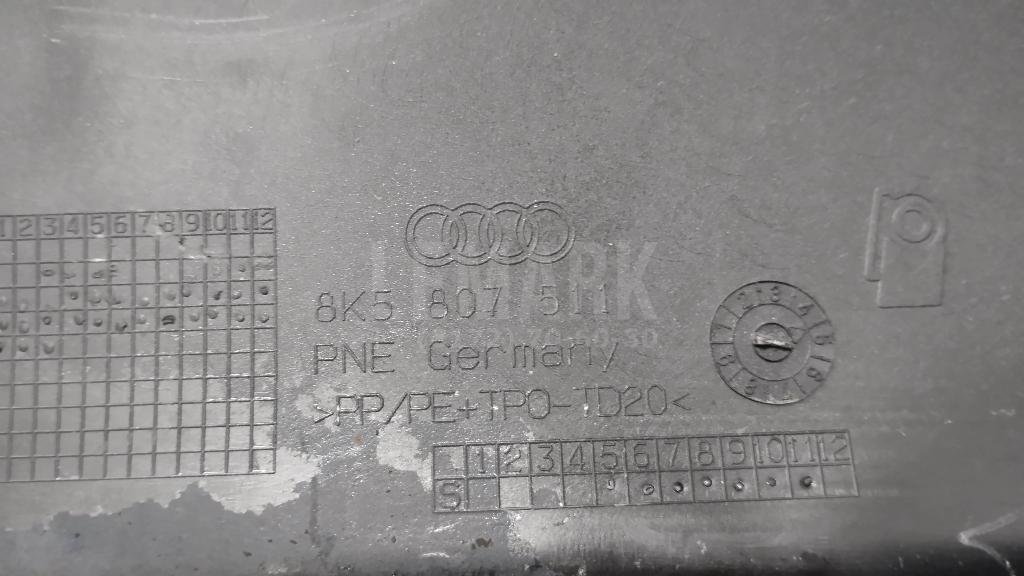 1 2 3 4 5 6 7 8 9 10 11 12
8K5 807 511
PNE Germany
>PP/PE+TPO-TD20<
1 2 3 4 5 6 7 8 9 10 11 12
S